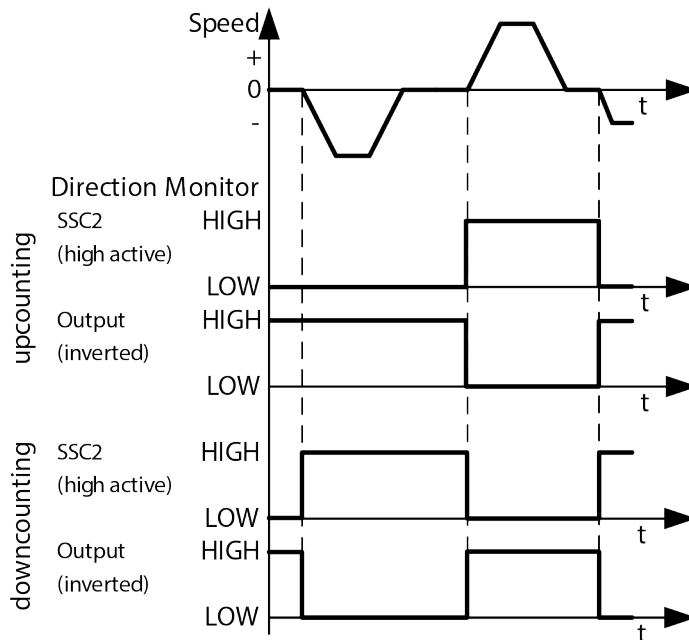 Speed
+
0
-
t
Direction Monitor
upcounting
SSC2
(high active)
HIGH
LOW
t
Output
(inverted)
HIGH
LOW
t
downcounting
SSC2
(high active)
HIGH
LOW
t
Output
(inverted)
HIGH
LOW
t